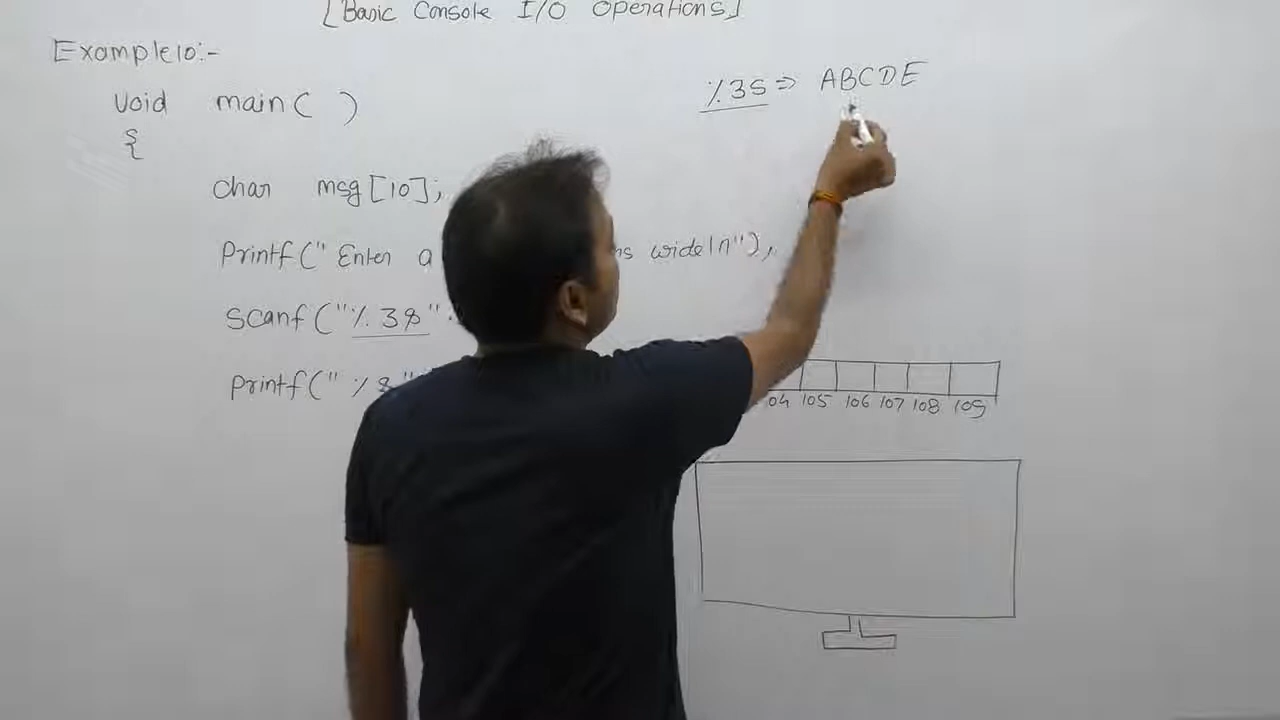 [Basic Console I/O Operations]
Example10:-
%3S ⇒ ABCDE
void main( )
{
char msg[10];
Printf(" Enter a ns wide\n");
Scanf("%3s"
Printf(" %s"
04 105 106 107 108 109